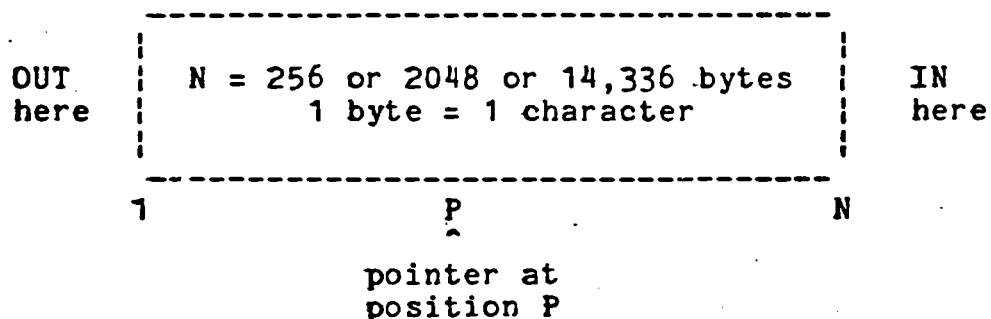 OUT N = 256 or 2048 or 14,336 bytes IN
here 1 byte = 1 character here
1 P N
^
pointer at
position P